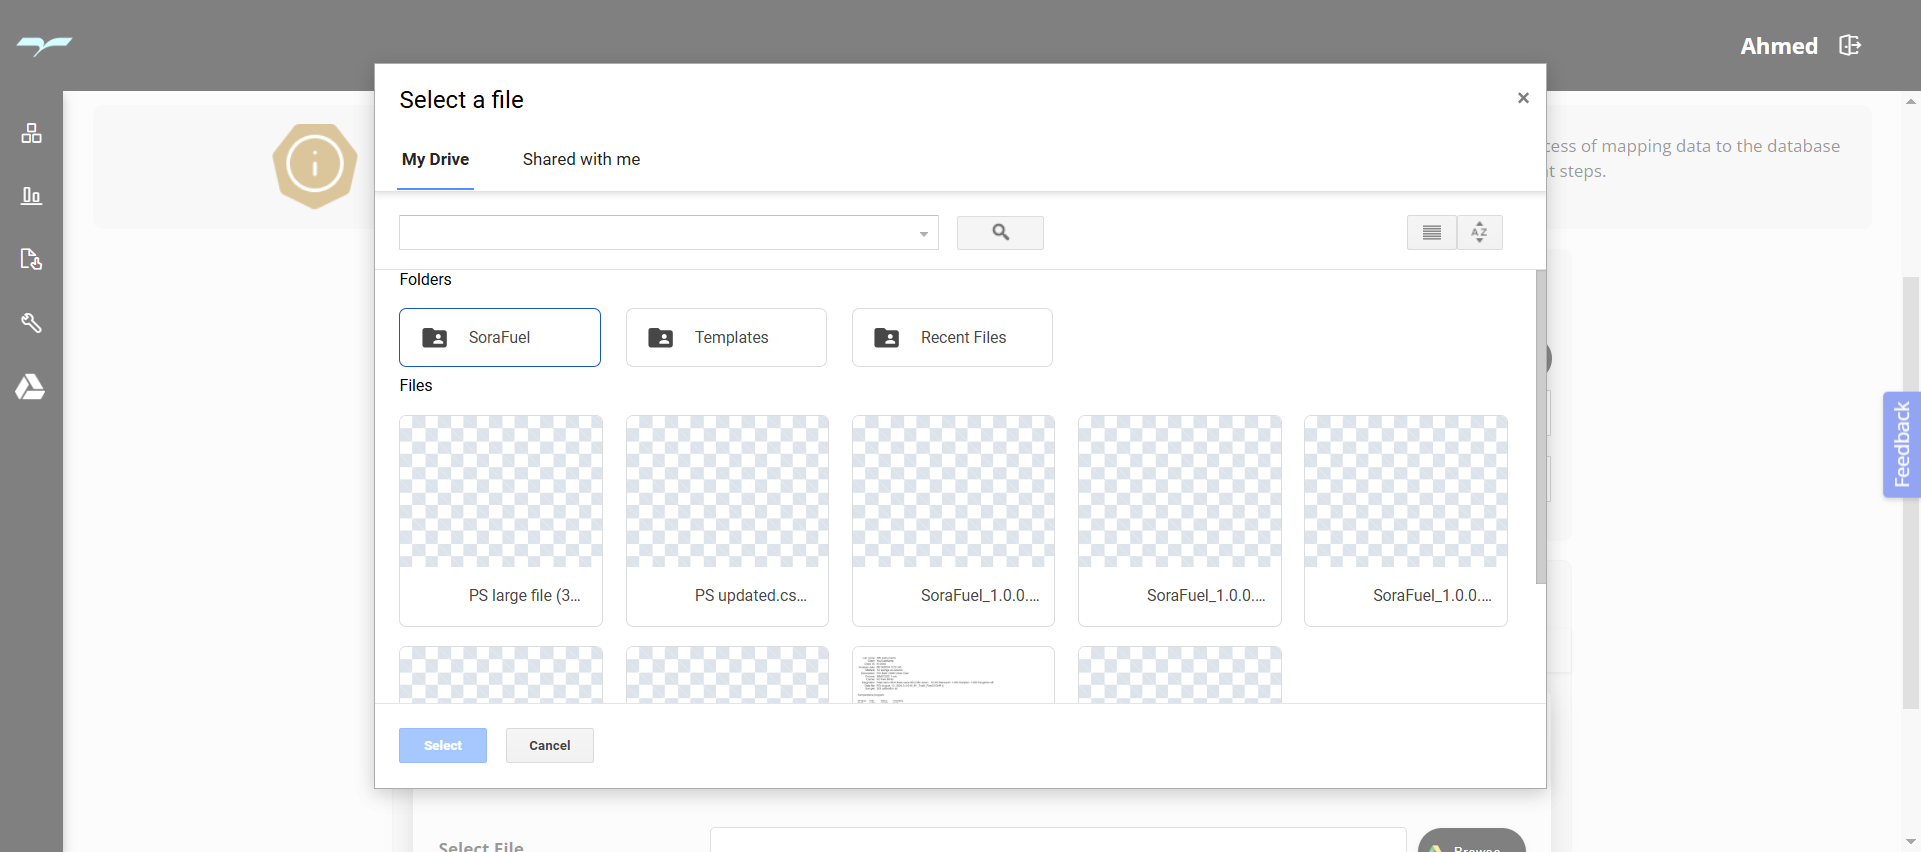 Ahmed
Select a file
×
My Drive
Shared with me
cess of mapping data to the database
t steps.
A Z
Folders
SoraFuel
Templates
Recent Files
Files
PS large file (3...
PS updated.cs...
SoraFuel_1.0.0....
SoraFuel_1.0.0....
SoraFuel_1.0.0....
Feedback
Select
Cancel
Select File
Browse